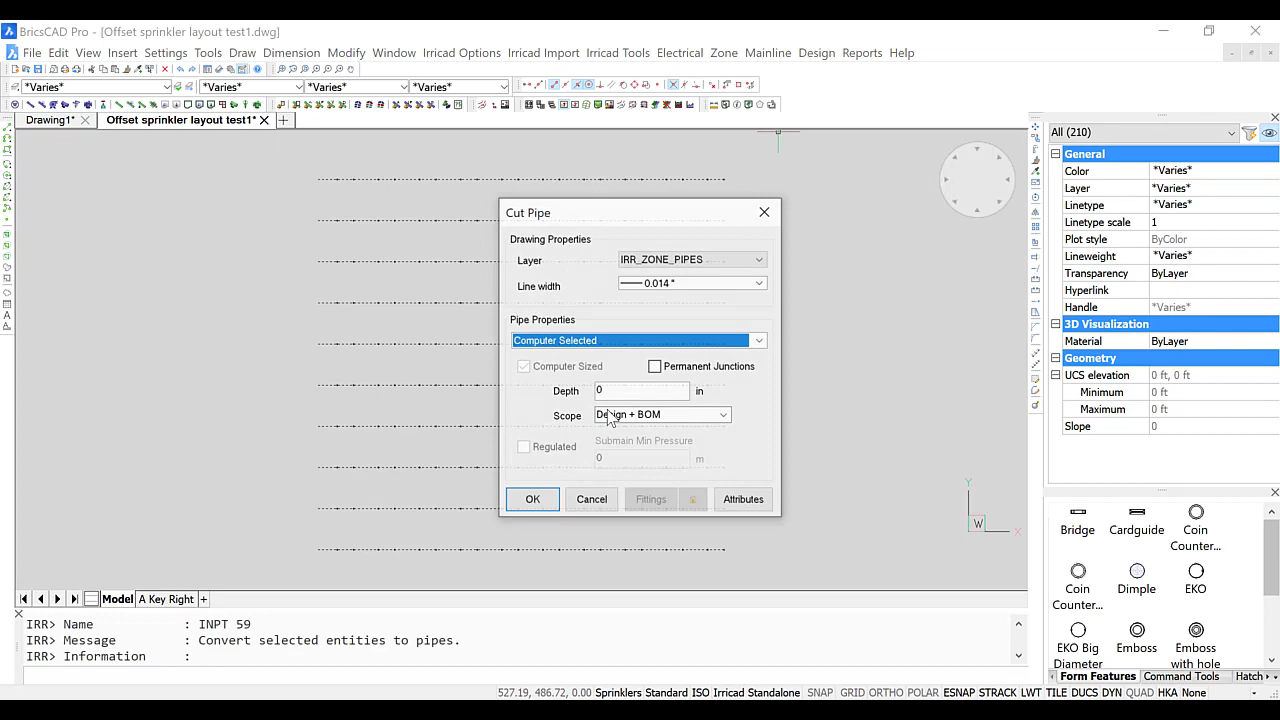 BricsCAD Pro - [Offset sprinkler layout test1.dwg]
File Edit View Insert Settings Tools Draw Dimension Modify Window Irricad Options Irricad Import Irricad Tools Electrical Zone Mainline Design Reports Help
*Varies* *Varies* *Varies* *Varies*
Drawing1* Offset sprinkler layout test1*
All (210)
General
Color *Varies*
Layer *Varies*
Linetype *Varies*
Linetype scale 1
Plot style ByColor
Lineweight *Varies*
Transparency ByLayer
Hyperlink
Handle *Varies*
3D Visualization
Material ByLayer
Geometry
UCS elevation 0 ft, 0 ft
Minimum 0 ft
Maximum 0 ft
Slope 0
Cut Pipe
Drawing Properties
Layer IRR_ZONE_PIPES
Line width 0.014 "
Pipe Properties
Computer Selected
Computer Sized Permanent Junctions
Depth 0 in
Scope Design + BOM
Regulated Submain Min Pressure
0 m
OK Cancel Fittings Attributes
Y
W X
Bridge Cardguide Coin Counter...
Coin Counter... Dimple EKO
EKO Big Diameter Emboss Emboss with hole
Form Features Command Tools Hatch
Model A Key Right +
IRR> Name : INPT 59
IRR> Message : Convert selected entities to pipes.
IRR> Information :
527.19, 486.72, 0.00 Sprinklers Standard ISO Irricad Standalone SNAP GRID ORTHO POLAR ESNAP STRACK LWT TILE DUCS DYN QUAD HKA None